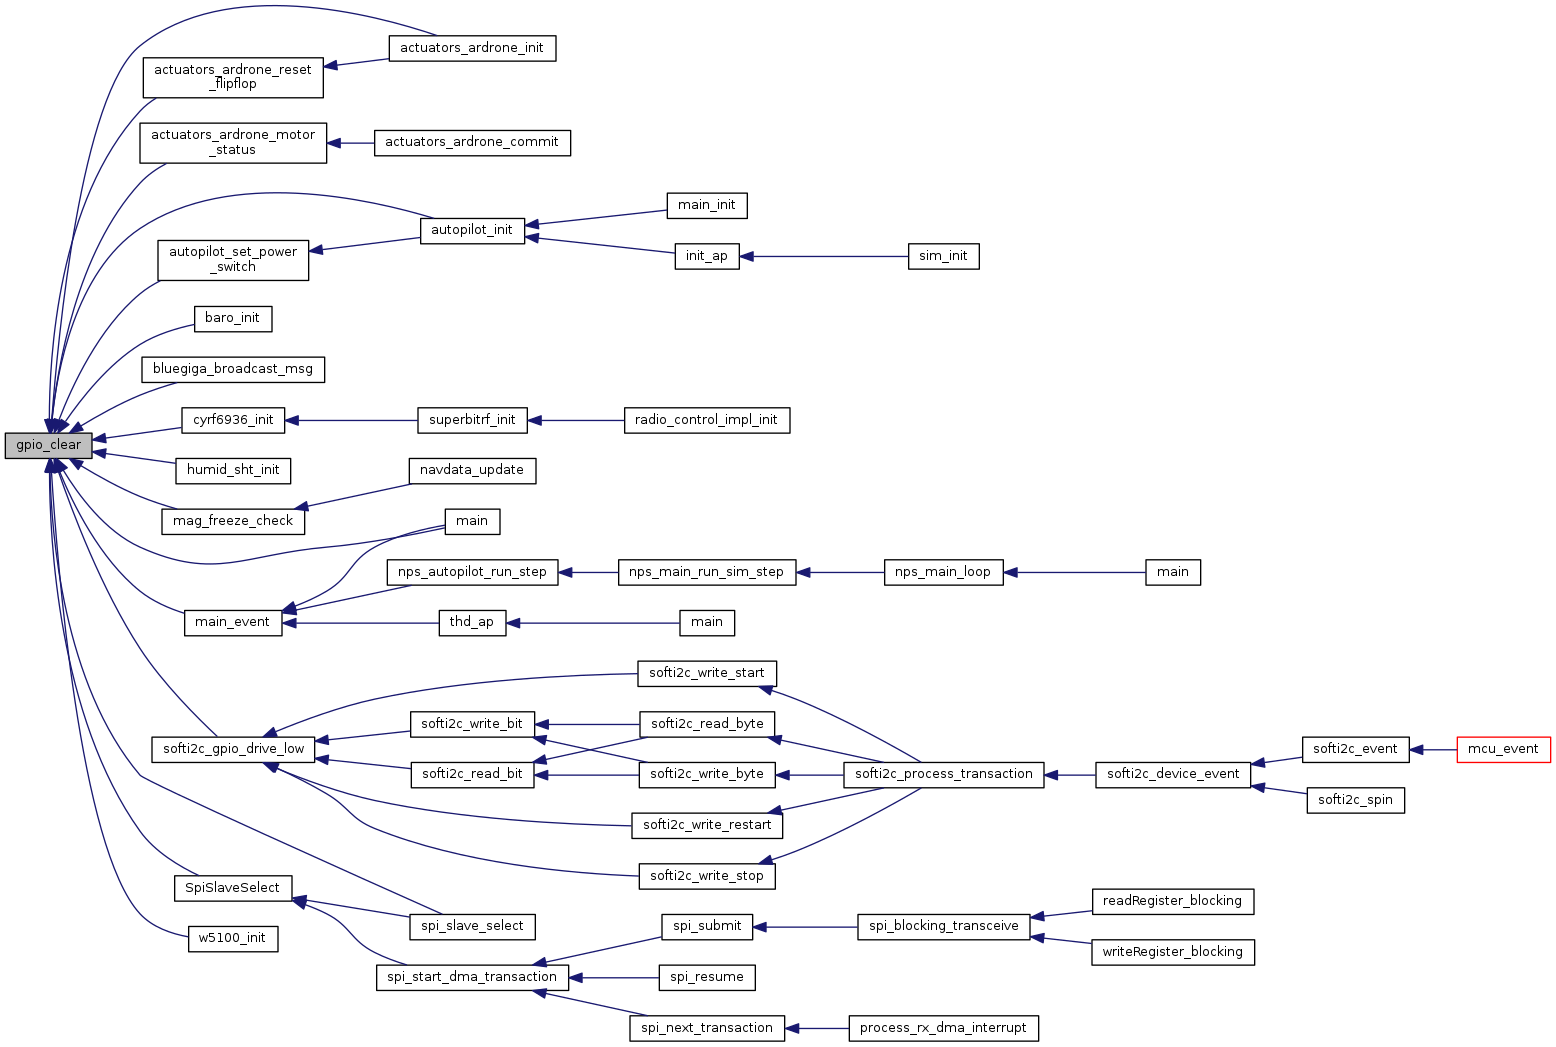 actuators_ardrone_init
actuators_ardrone_reset
_flipflop
actuators_ardrone_motor
_status
actuators_ardrone_commit
main_init
autopilot_init
autopilot_set_power
_switch
init_ap
sim_init
baro_init
bluegiga_broadcast_msg
cyrf6936_init
superbitrf_init
radio_control_impl_init
gpio_clear
humid_sht_init
navdata_update
mag_freeze_check
main
nps_autopilot_run_step
nps_main_run_sim_step
nps_main_loop
main
main_event
thd_ap
main
softi2c_write_start
softi2c_write_bit
softi2c_read_byte
softi2c_gpio_drive_low
softi2c_event
mcu_event
softi2c_read_bit
softi2c_write_byte
softi2c_process_transaction
softi2c_device_event
softi2c_spin
softi2c_write_restart
softi2c_write_stop
SpiSlaveSelect
readRegister_blocking
spi_slave_select
spi_submit
spi_blocking_transceive
w5100_init
writeRegister_blocking
spi_start_dma_transaction
spi_resume
spi_next_transaction
process_rx_dma_interrupt